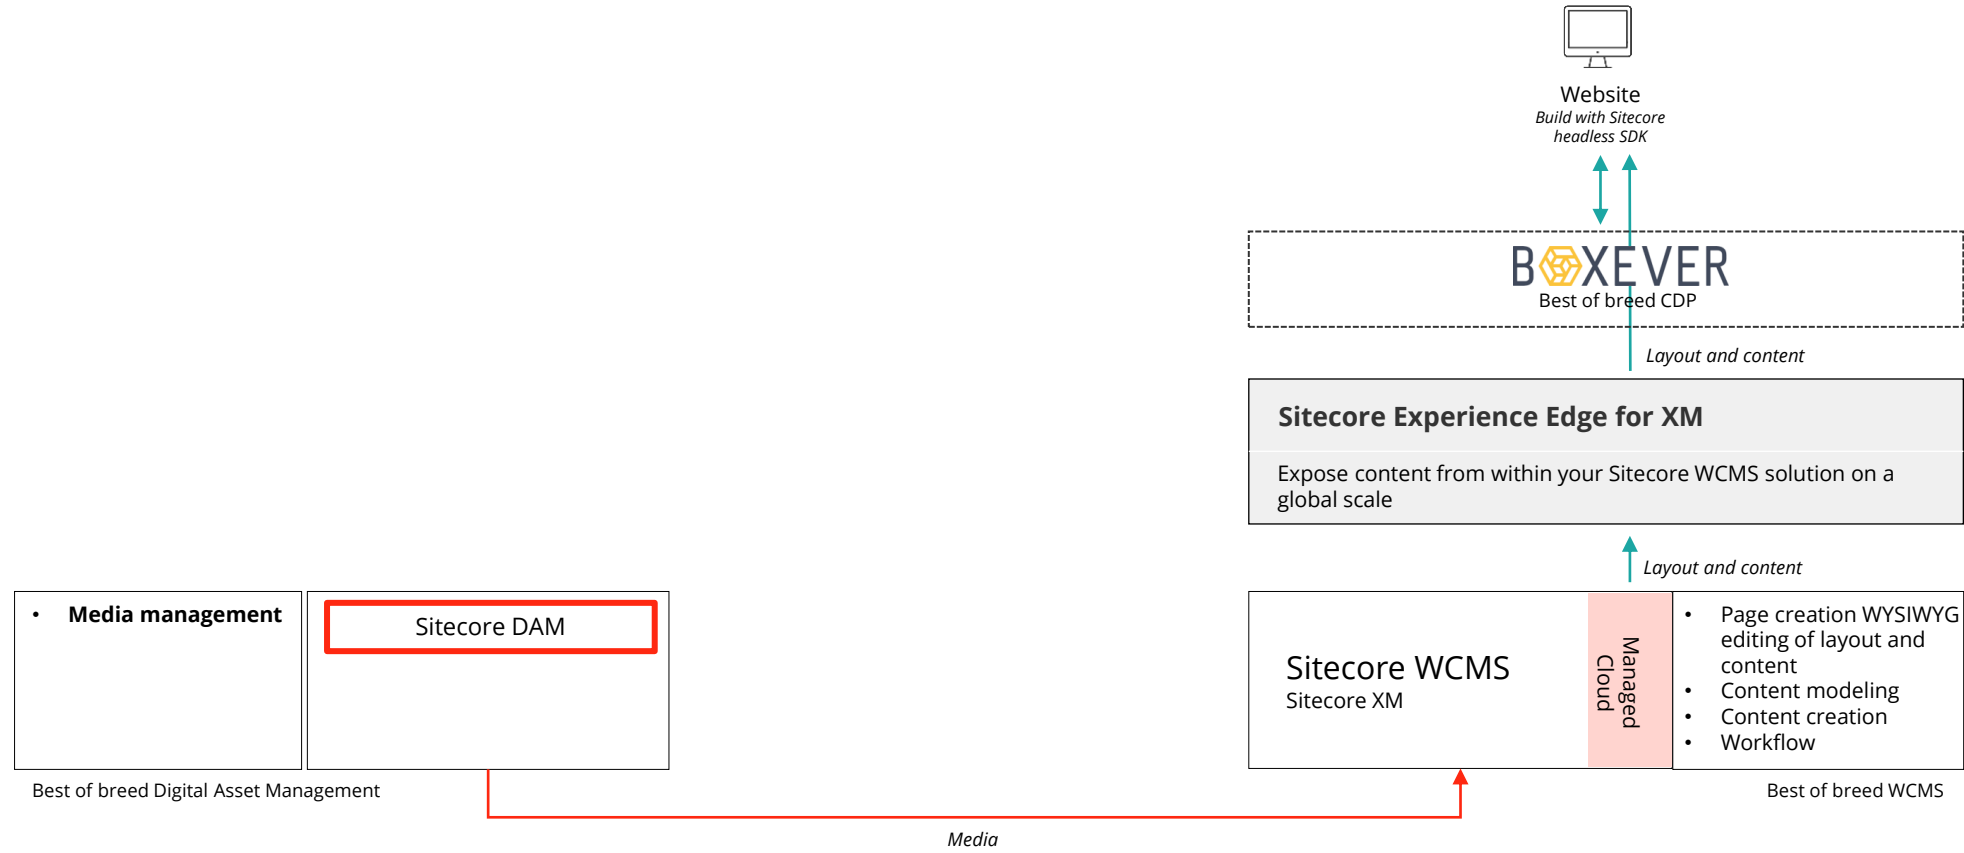 Website
Build with Sitecore
headless SDK
BOXEVER
Best of breed CDP
Layout and content
Sitecore Experience Edge for XM
Expose content from within your Sitecore WCMS solution on a
global scale
Layout and content
• Media management
Sitecore DAM
Best of breed Digital Asset Management
Sitecore WCMS
Sitecore XM
Managed
Cloud
• Page creation WYSIWYG
editing of layout and
content
• Content modeling
• Content creation
• Workflow
Best of breed WCMS
Media